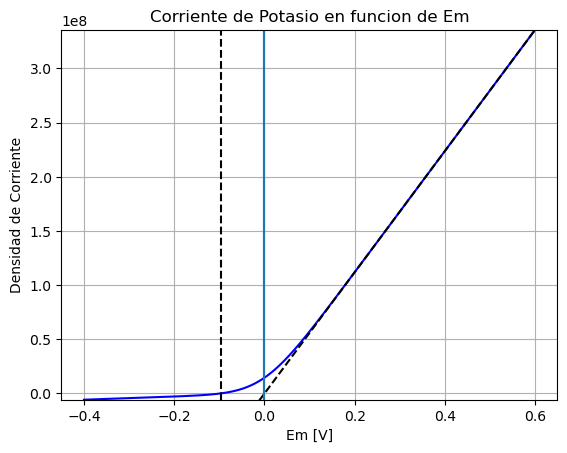 Corriente de Potasio en funcion de Em
1e8
3.0
2.5
2.0
1.5
1.0
0.5
0.0
Densidad de Corriente
−0.4 −0.2 0.0 0.2 0.4 0.6
Em [V]